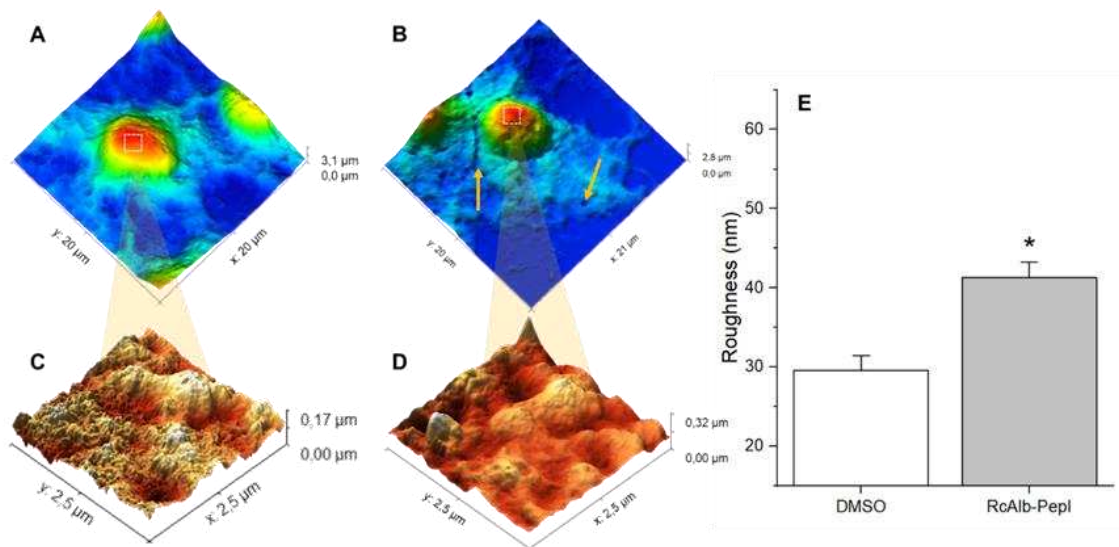 A
3,1 µm
0,0 µm
y: 20 µm
x: 20 µm
B
2,8 µm
0,0 µm
y: 20 µm
x: 21 µm
C
0,17 µm
0,00 µm
y: 2,5 µm
x: 2,5 µm
D
0,32 µm
0,00 µm
y: 2,5 µm
x: 2,5 µm
E
Roughness (nm)
60
50
40
30
20
*
DMSO
RcAlb-PepI